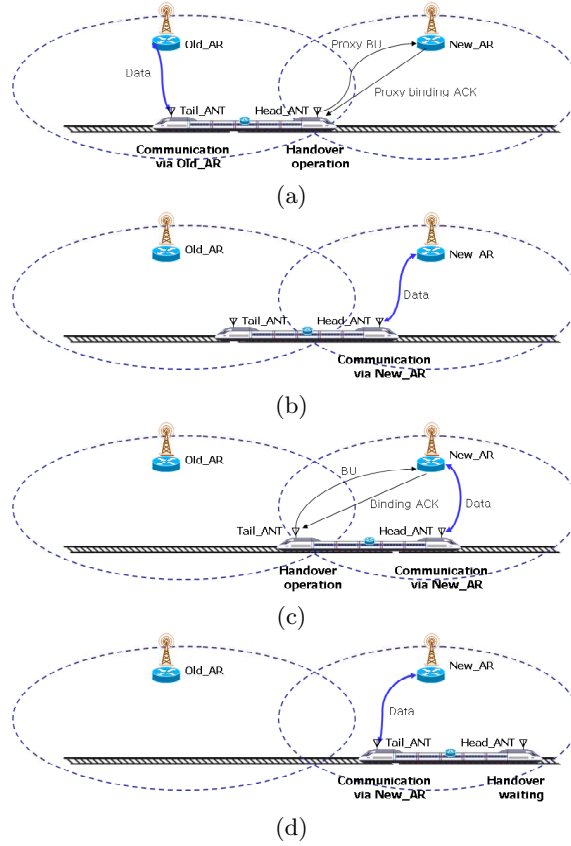 Old_AR
New_AR
Proxy BU
Data
Proxy binding ACK
Tail_ANT
Head_ANT
Communication
via Old_AR
Handover
operation
(a)
Old_AR
New_AR
Data
Tail_ANT
Head_ANT
Communication
via New_AR
(b)
Old_AR
New_AR
BU
Binding ACK
Data
Tail_ANT
Head_ANT
Handover
operation
Communication
via New_AR
(c)
Old_AR
New_AR
Data
Tail_ANT
Head_ANT
Communication
via New_AR
Handover
waiting
(d)